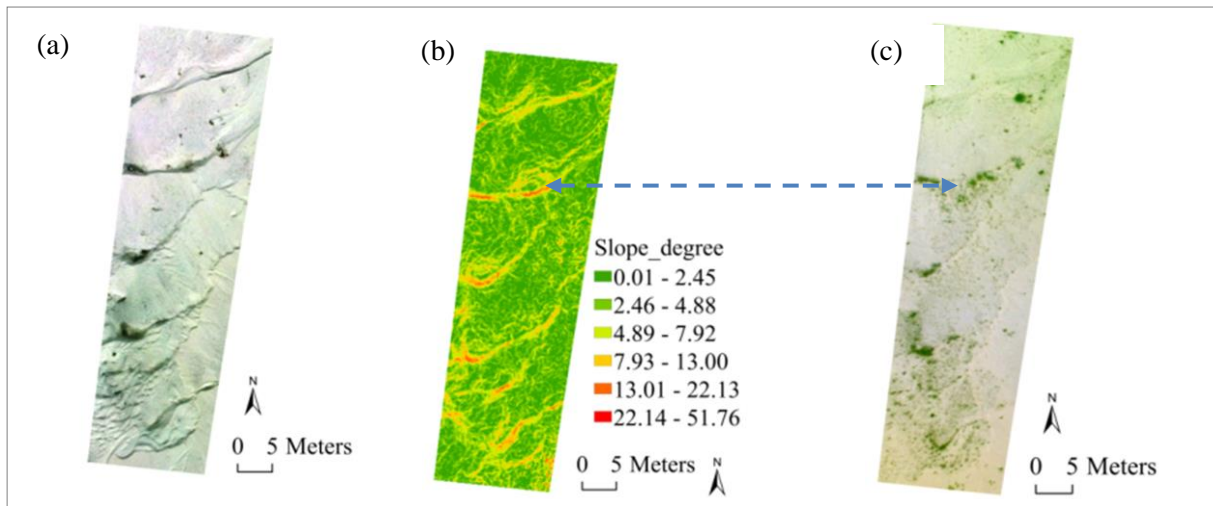 (a)
(b)
(c)
Slope_degree
0.01 - 2.45
2.46 - 4.88
4.89 - 7.92
7.93 - 13.00
13.01 - 22.13
22.14 - 51.76
N
0 5 Meters
N
0 5 Meters
N
0 5 Meters